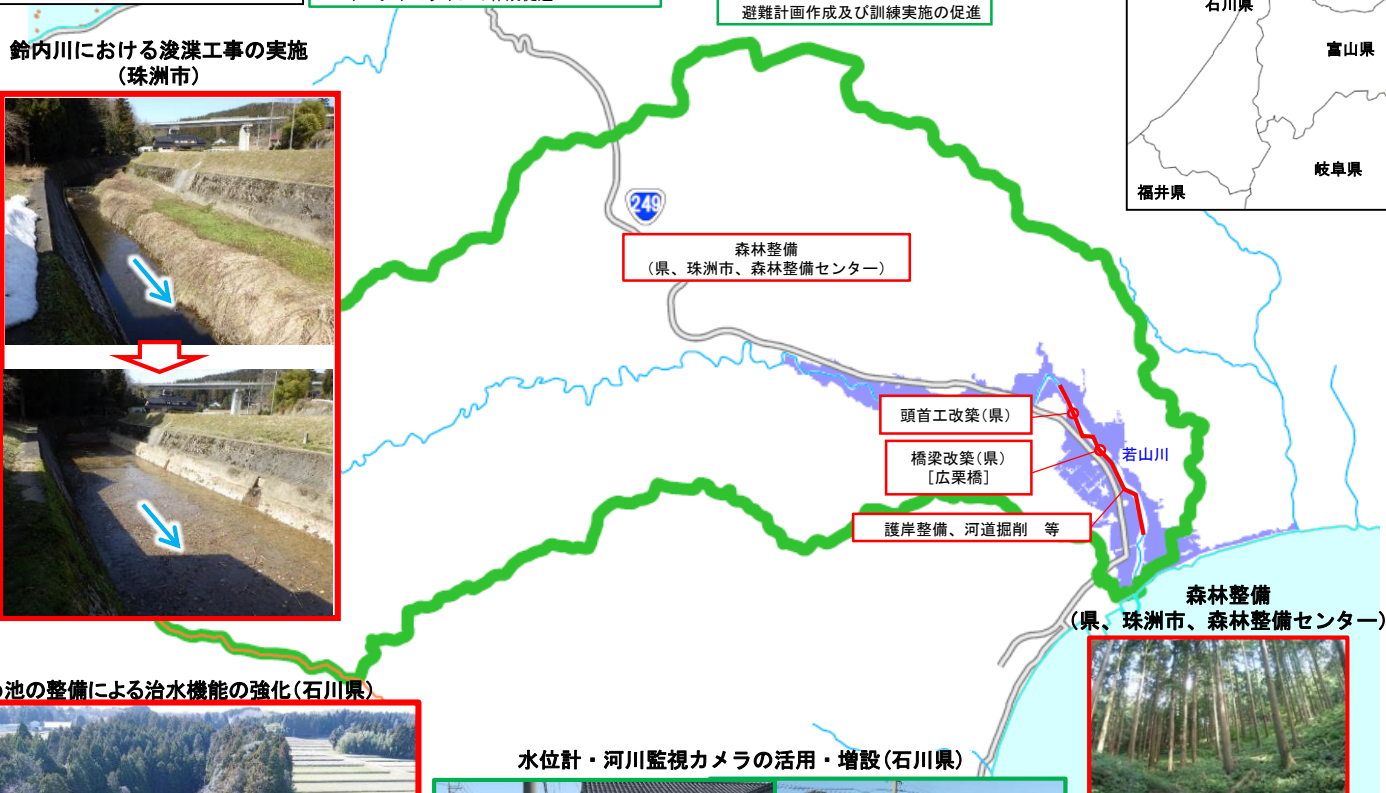 避難計画作成及び訓練実施の促進
石川県
富山県
岐阜県
福井県
鈴内川における浚渫工事の実施
(珠洲市)
249
森林整備
(県、珠洲市、森林整備センター)
頭首工改築(県)
橋梁改築(県)
[広栗橋]
若山川
護岸整備、河道掘削 等
森林整備
(県、珠洲市、森林整備センター)
池の整備による治水機能の強化(石川県)
水位計・河川監視カメラの活用・増設(石川県)